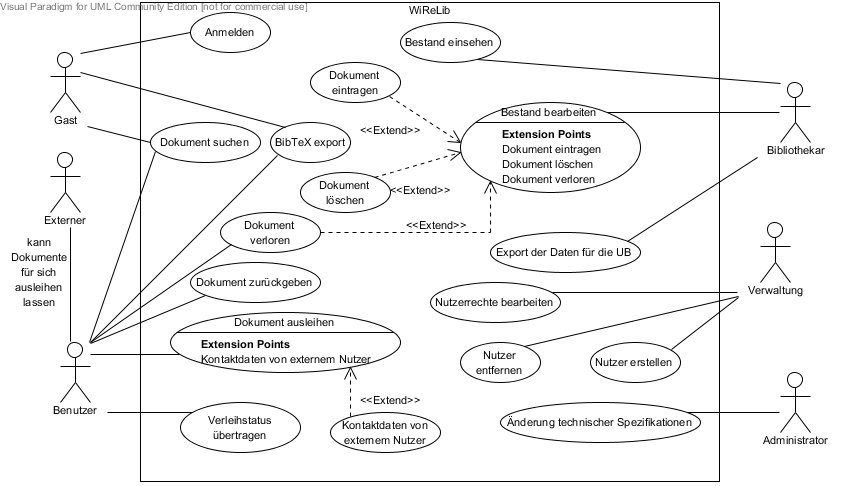 Visual Paradigm for UML Community Edition [not for commercial use]
WiReLib
Anmelden
Bestand einsehen
Dokument
eintragen
Gast
<<Extend>>
Bestand bearbeiten
Extension Points
Dokument eintragen
Dokument löschen
Dokument verloren
Bibliothekar
Dokument suchen
BibTeX export
Externer
Dokument
löschen
<<Extend>>
kann
Dokumente
für sich
ausleihen
lassen
Dokument
verloren
<<Extend>>
Export der Daten für die UB
Dokument zurückgeben
Nutzerrechte bearbeiten
Verwaltung
Dokument ausleihen
Extension Points
Kontaktdaten von externem Nutzer
Nutzer
entfernen
Nutzer erstellen
Benutzer
<<Extend>>
Verleihstatus
übertragen
Kontaktdaten von
externem Nutzer
Änderung technischer Spezifikationen
Administrator